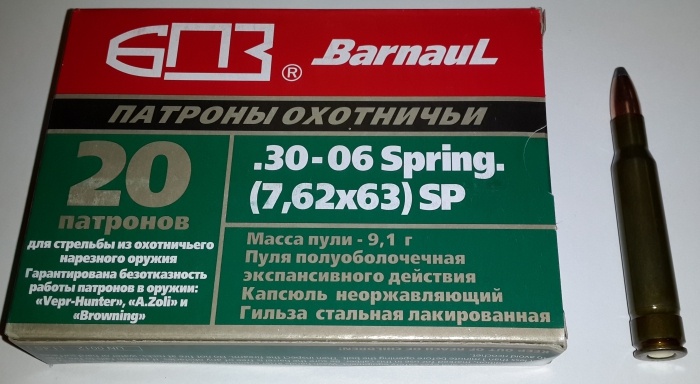 БПЗ ® BarnauL
ПАТРОНЫ ОХОТНИЧЬИ
20
патронов
для стрельбы из охотничьего
нарезного оружия
Гарантирована безотказность
работы патронов в оружии:
«Vepr-Hunter», «A.Zoli» и
«Browning»
.30-06 Spring.
(7,62x63) SP
Масса пули - 9,1 г
Пуля полуоболочечная
экспансивного действия
Капсюль неоржавляющий
Гильза стальная лакированная